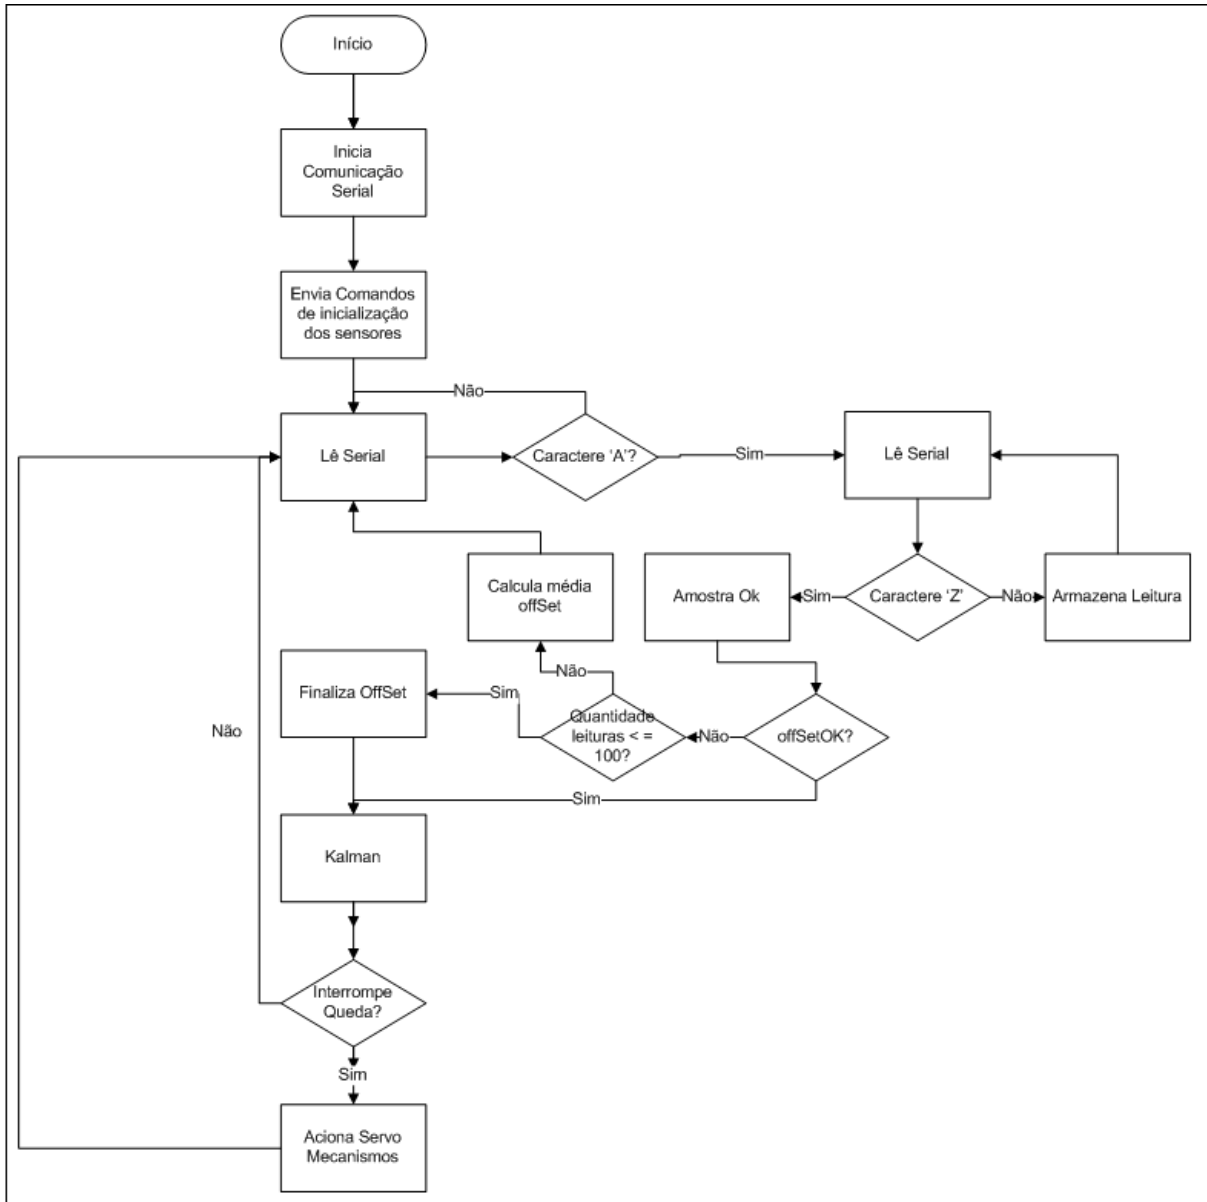 Início
Inicia
Comunicação
Serial
Envia Comandos
de inicialização
dos sensores
Não
Lê Serial
Caractere ‘A’?
Sim
Lê Serial
Calcula média
offSet
Amostra Ok
Sim
Caractere ‘Z’
Não
Armazena Leitura
Não
Finaliza OffSet
Sim
Quantidade
leituras < =
100?
Não
offSetOK?
Não
Sim
Kalman
Interrompe
Queda?
Sim
Aciona Servo
Mecanismos